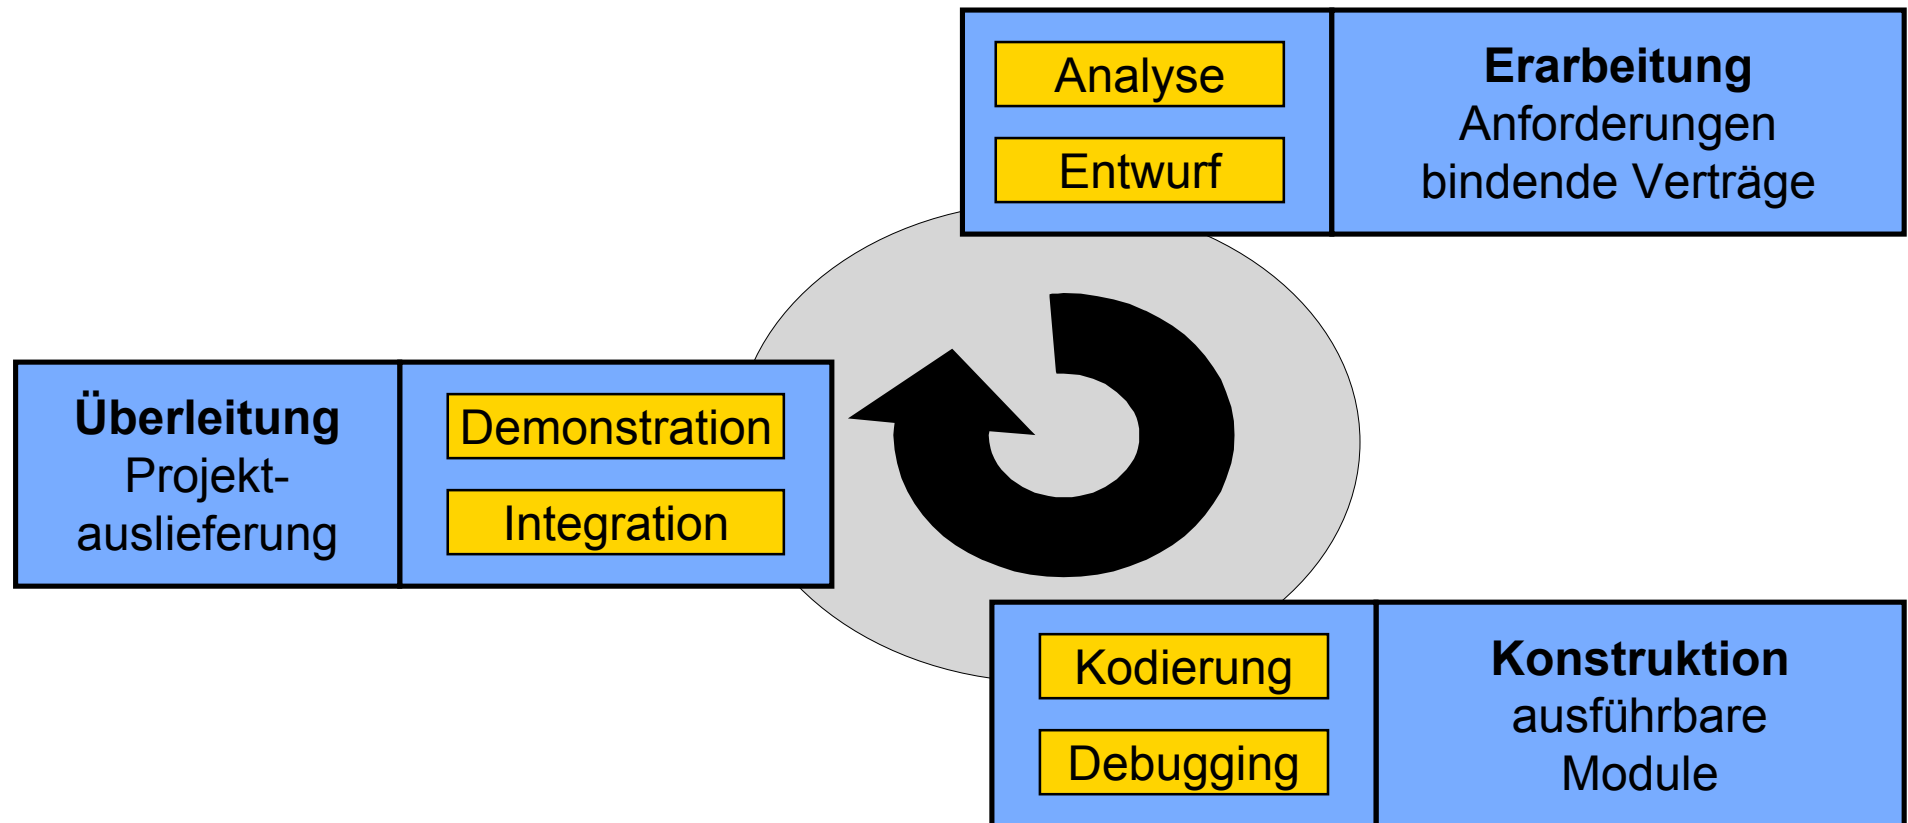 Analyse
Entwurf
Erarbeitung
Anforderungen
bindende Verträge
Überleitung
Projekt-
auslieferung
Demonstration
Integration
Kodierung
Debugging
Konstruktion
ausführbare
Module